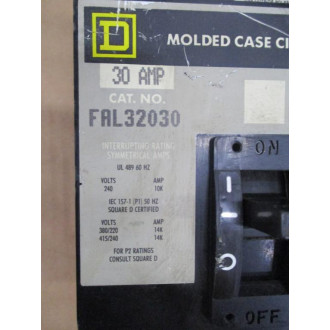 D
MOLDED CASE CI
30 AMP
CAT. NO.
FAL32030
INTERRUPTING RATING
SYMMETRICAL AMPS
UL 489 60 HZ
VOLTS AMP
240 10K
IEC 157-1 (P1) 50 HZ
SQUARE D CERTIFIED
VOLTS AMP
380/220 14K
415/240 14K
FOR P2 RATINGS
CONSULT SQUARE D
ON
I
O
OFF